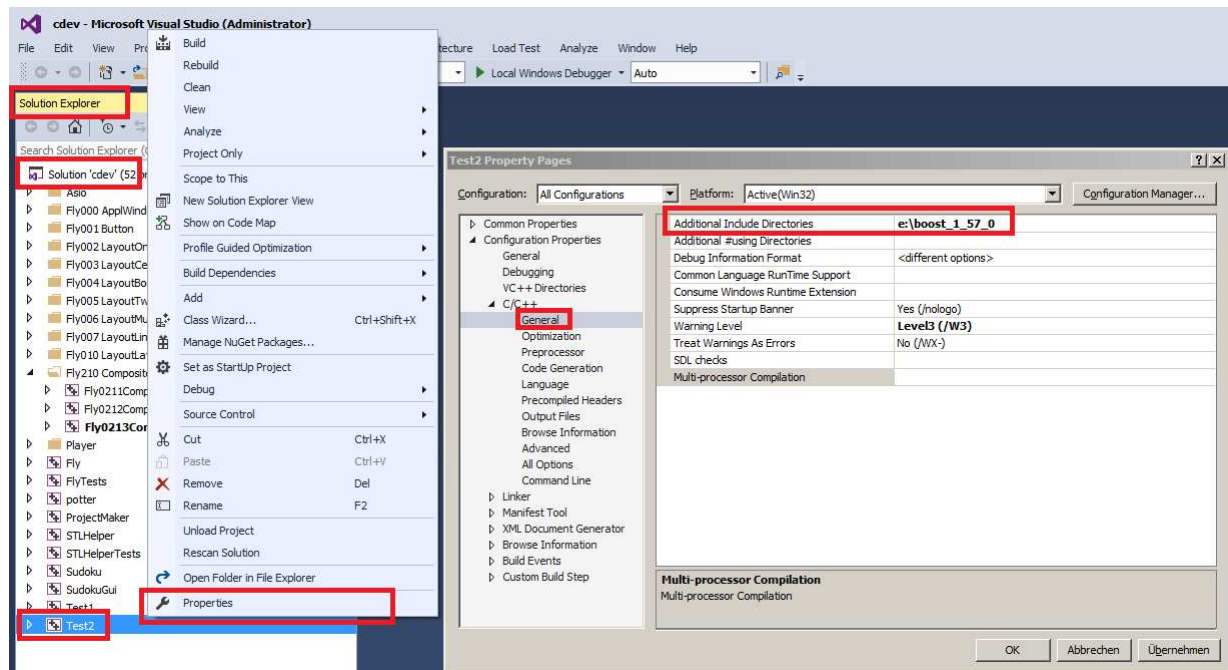 cdev - Microsoft Visual Studio (Administrator)
File Edit View
Load Test Analyze Window Help
Local Windows Debugger Auto
Solution Explorer
Search Solution Explorer
Solution 'cdev' (52
Asio
Fly000 ApplWind
Fly001 Button
Fly002 LayoutOn
Fly003 LayoutCe
Fly004 LayoutBo
Fly005 LayoutTw
Fly006 LayoutMu
Fly007 LayoutLin
Fly010 LayoutLa
Fly210 Composit
Fly0211Comp
Fly0212Comp
Fly0213Cor
Player
Fly
FlyTests
potter
ProjectMaker
STLHelper
STLHelperTests
Sudoku
SudokuGui
Test1
Test2
Build
Rebuild
Clean
View
Analyze
Project Only
Scope to This
New Solution Explorer View
Show on Code Map
Profile Guided Optimization
Build Dependencies
Add
Class Wizard... Ctrl+Shift+X
Manage NuGet Packages...
Set as StartUp Project
Debug
Source Control
Cut Ctrl+X
Paste Ctrl+V
Remove Del
Rename F2
Unload Project
Rescan Solution
Open Folder in File Explorer
Properties
Test2 Property Pages
Configuration: All Configurations Platform: Active(Win32) Configuration Manager...
Common Properties
Configuration Properties
General
Debugging
VC++ Directories
C/C++
General
Optimization
Preprocessor
Code Generation
Language
Precompiled Headers
Output Files
Browse Information
Advanced
All Options
Command Line
Linker
Manifest Tool
XML Document Generator
Browse Information
Build Events
Custom Build Step
Additional Include Directories e:\boost_1_57_0
Additional #using Directories
Debug Information Format <different options>
Common Language RunTime Support
Consume Windows Runtime Extension
Suppress Startup Banner Yes (/nologo)
Warning Level Level3 (/W3)
Treat Warnings As Errors No (/WX-)
SDL checks
Multi-processor Compilation
Multi-processor Compilation
Multi-processor Compilation
OK Abbrechen Übernehmen